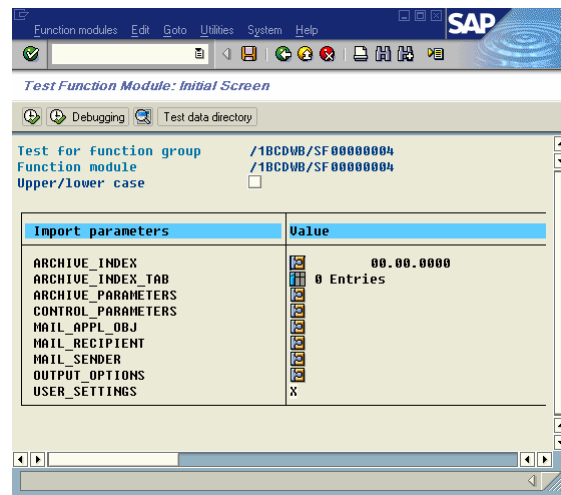 SAP
Function modules Edit Goto Utilities System Help
Test Function Module: Initial Screen
Debugging Test data directory
Test for function group /1BCDWB/SF00000004
Function module /1BCDWB/SF00000004
Upper/lower case
Import parameters Value
ARCHIVE_INDEX 00.00.0000
ARCHIVE_INDEX_TAB 0 Entries
ARCHIVE_PARAMETERS
CONTROL_PARAMETERS
MAIL_APPL_OBJ
MAIL_RECIPIENT
MAIL_SENDER
OUTPUT_OPTIONS
USER_SETTINGS X